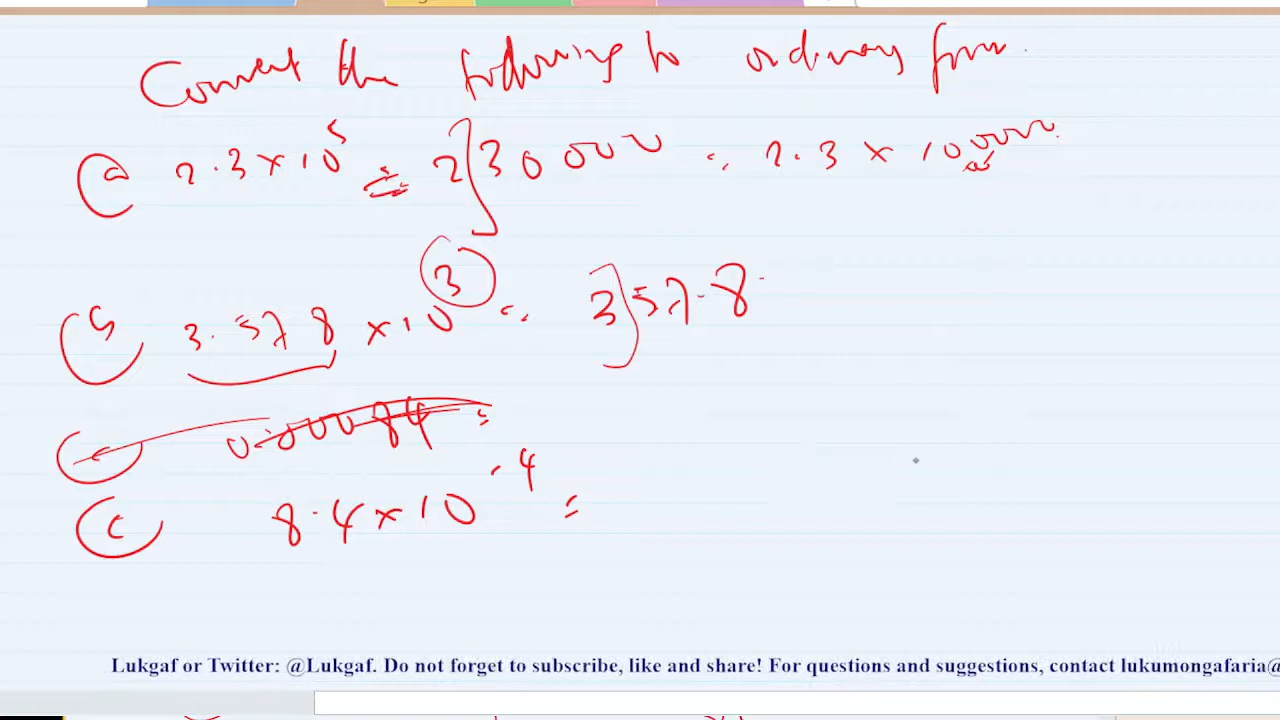 Convert the following to ordinary form.
(a) 2.3 × 10^5 = 2}30000 = 2.3 × 100000
(b) 3.578 × 10^3 = 3}57.8
(c) 0.00084 =
(c) 8.4 × 10^-4 =
Lukgaf or Twitter: @Lukgaf. Do not forget to subscribe, like and share! For questions and suggestions, contact lukumongafaria@